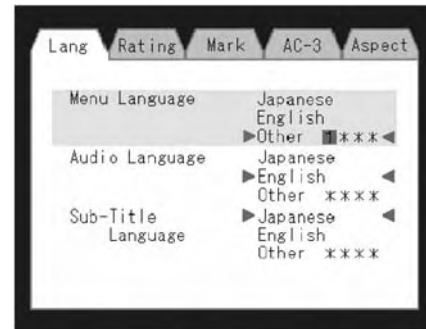 Lang Rating Mark AC-3 Aspect
Menu Language Japanese
English
▶Other 1***◀
Audio Language Japanese
▶English ◀
Other ****
Sub-Title ▶Japanese ◀
Language English
Other ****